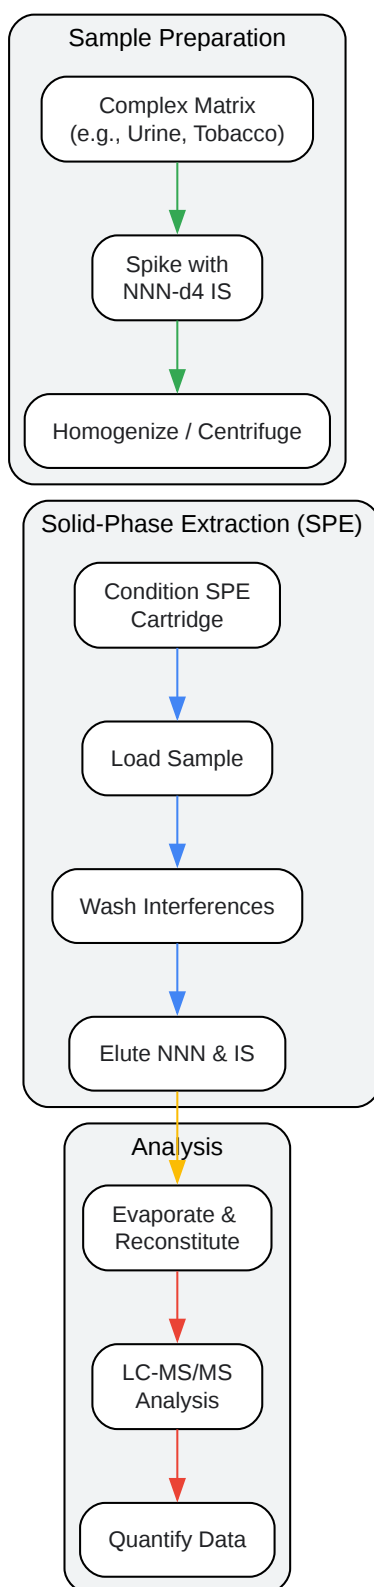 Sample Preparation
Complex Matrix
(e.g., Urine, Tobacco)
Spike with
NNN-d4 IS
Homogenize / Centrifuge
Solid-Phase Extraction (SPE)
Condition SPE
Cartridge
Load Sample
Wash Interferences
Elute NNN & IS
Analysis
Evaporate &
Reconstitute
LC-MS/MS
Analysis
Quantify Data